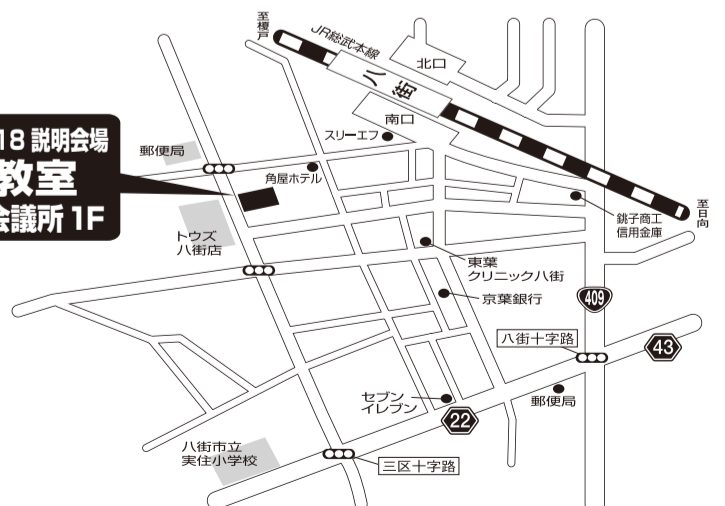 至榎戸
JR総武本線
八街
北口
南口
スリーエフ
18 説明会場
教室
会議所 1F
郵便局
角屋ホテル
トウズ
八街店
銚子商工
信用金庫
至日向
東葉
クリニック八街
京葉銀行
409
八街十字路
43
セブン
イレブン
22
郵便局
八街市立
実住小学校
三区十字路